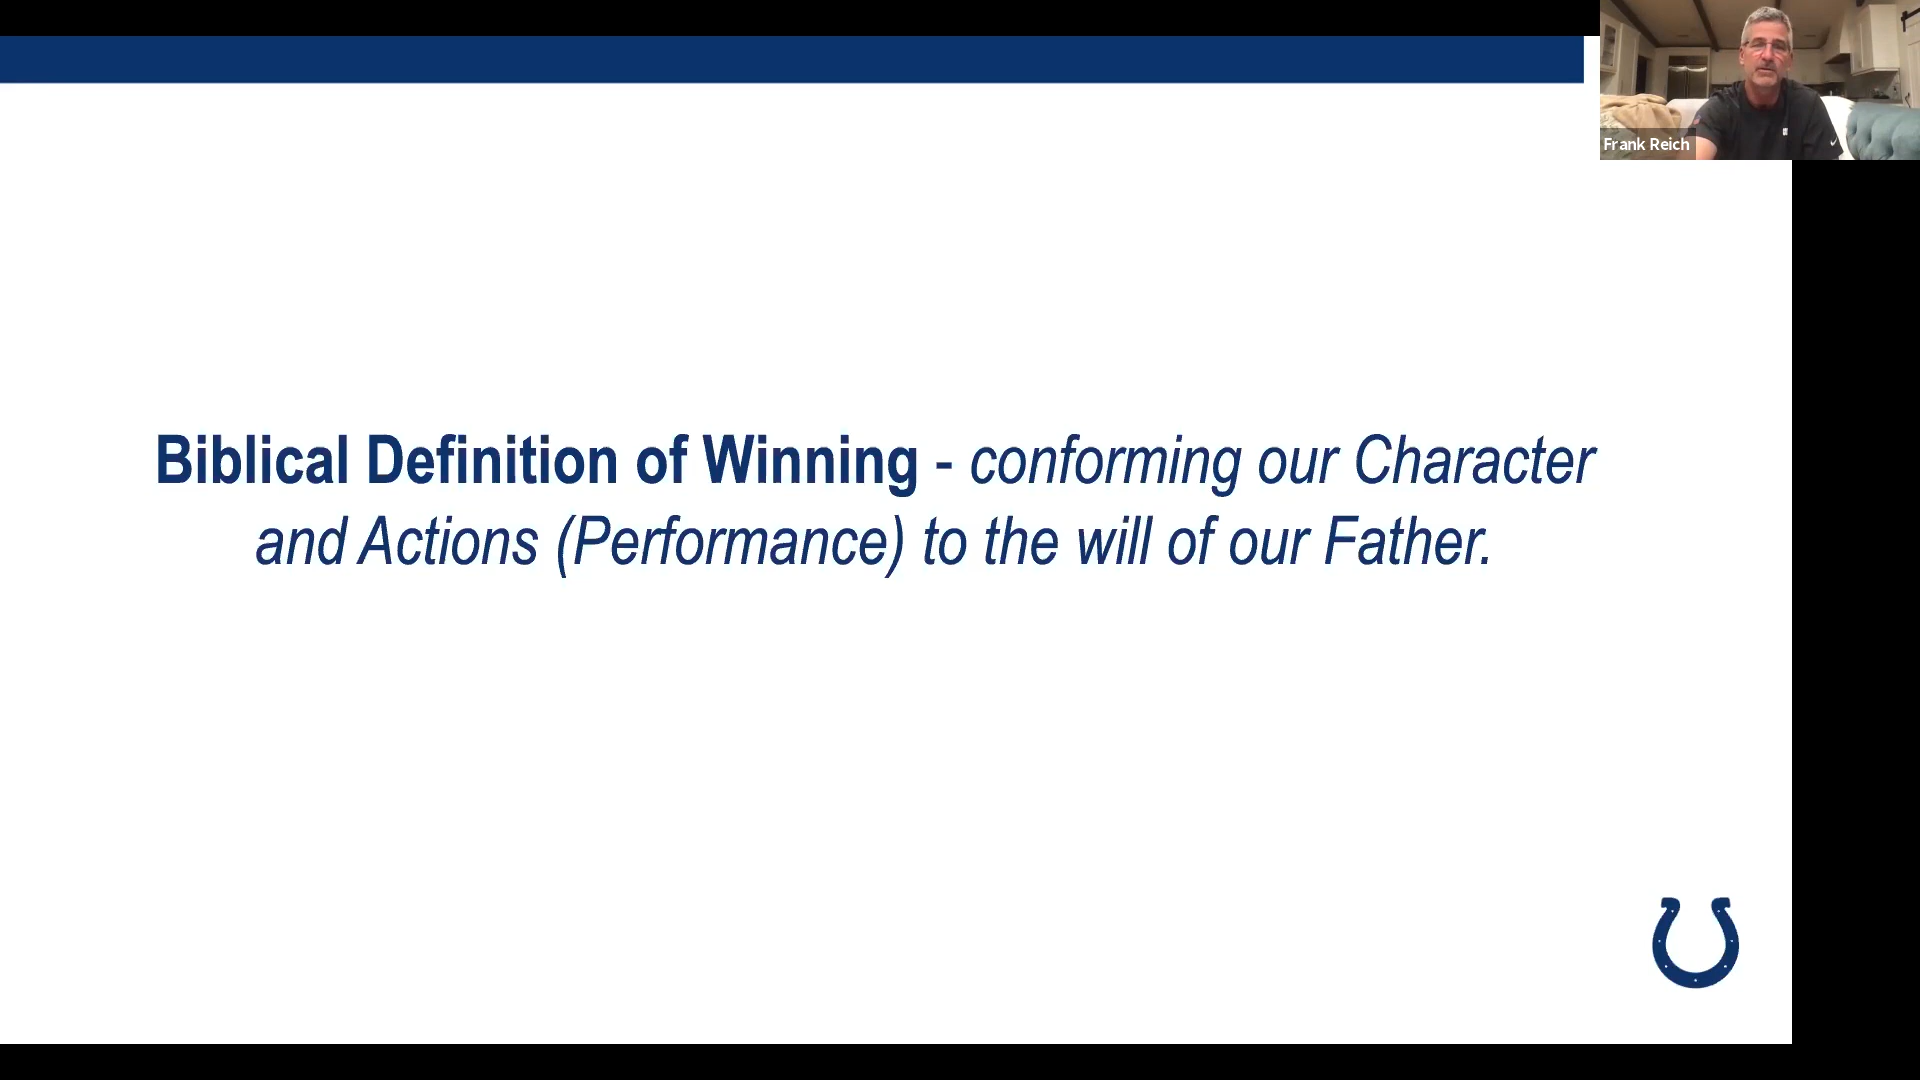 Frank Reich
Biblical Definition of Winning - conforming our Character
and Actions (Performance) to the will of our Father.